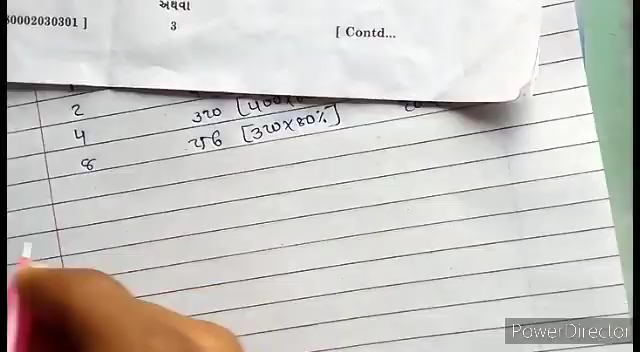 અથવા
30002030301 ] 3 [ Contd...
2 320 [400×
4 256 [320×80%]
8
PowerDirector